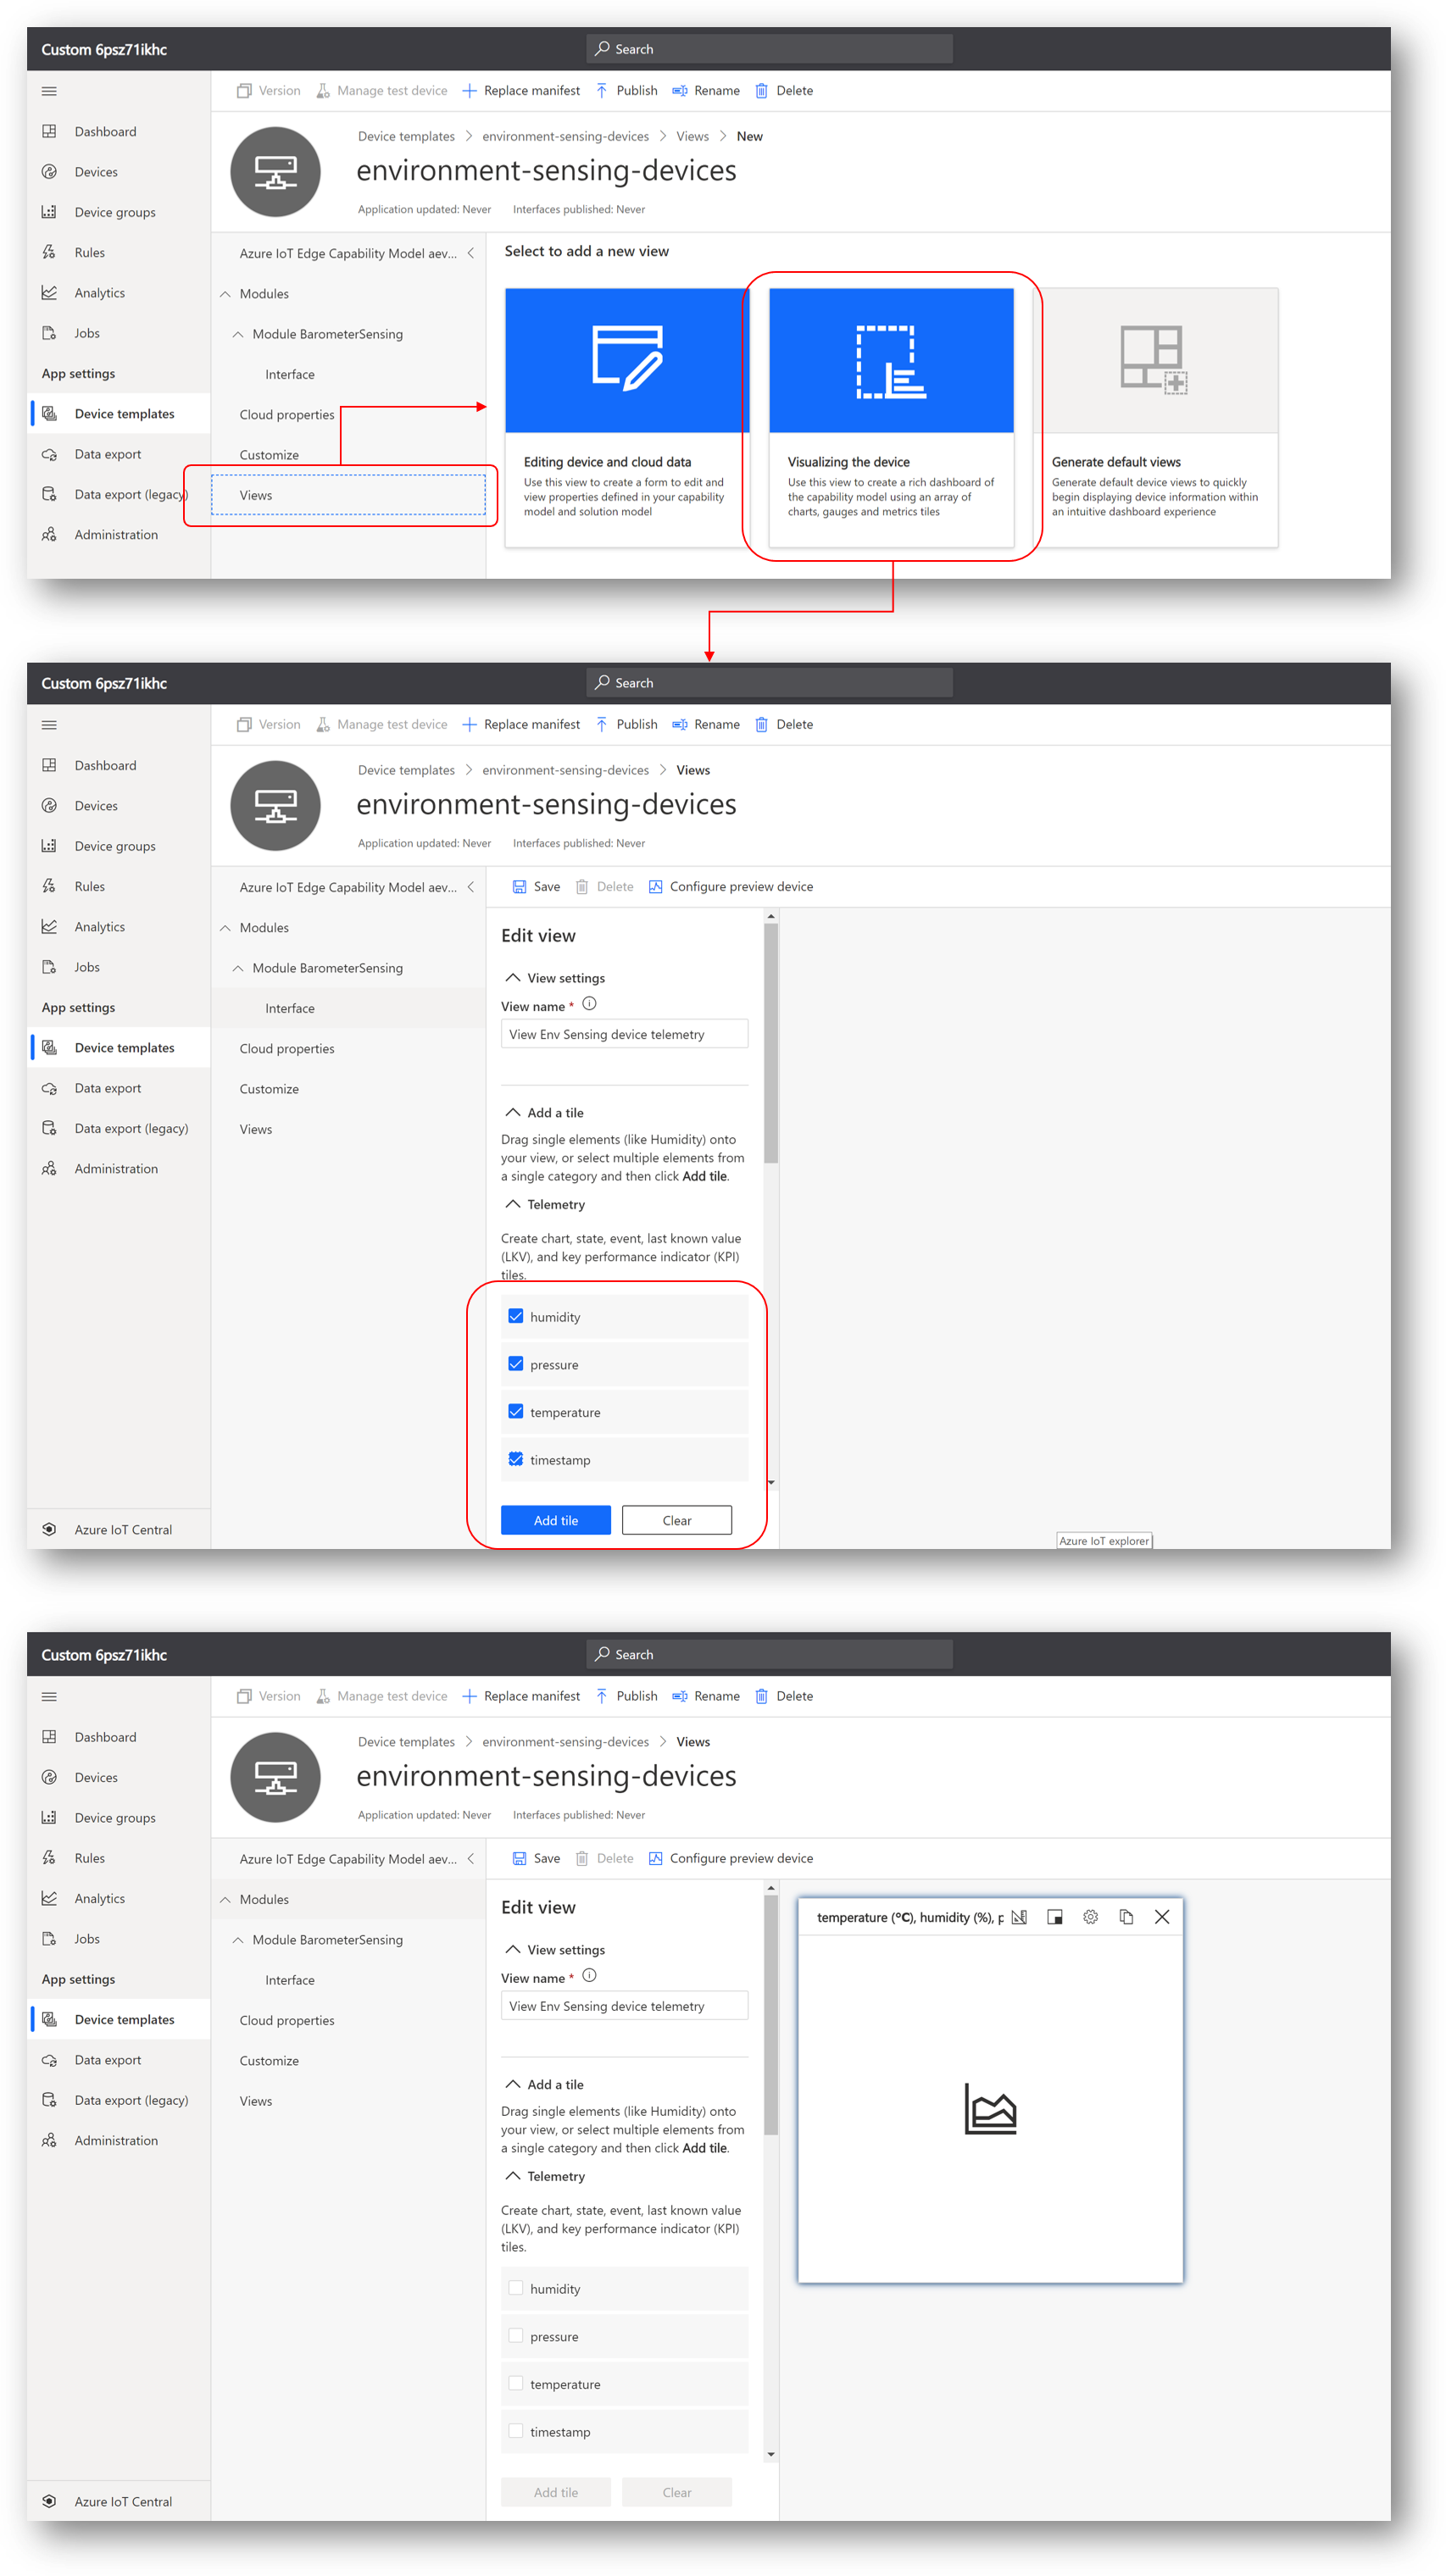 Custom 6psz71ikhc
Search
Version Manage test device Replace manifest Publish Rename Delete
Dashboard
Devices
Device groups
Rules
Analytics
Jobs
App settings
Device templates
Data export
Data export (legacy)
Administration
Device templates > environment-sensing-devices > Views > New
environment-sensing-devices
Application updated: Never Interfaces published: Never
Azure IoT Edge Capability Model aev...
Modules
Module BarometerSensing
Interface
Cloud properties
Customize
Views
Select to add a new view
Editing device and cloud data
Use this view to create a form to edit and
view properties defined in your capability
model and solution model
Visualizing the device
Use this view to create a rich dashboard of
the capability model using an array of
charts, gauges and metrics tiles
Generate default views
Generate default device views to quickly
begin displaying device information within
an intuitive dashboard experience
Custom 6psz71ikhc
Search
Version Manage test device Replace manifest Publish Rename Delete
Dashboard
Devices
Device groups
Rules
Analytics
Jobs
App settings
Device templates
Data export
Data export (legacy)
Administration
Azure IoT Central
Device templates > environment-sensing-devices > Views
environment-sensing-devices
Application updated: Never Interfaces published: Never
Azure IoT Edge Capability Model aev...
Modules
Module BarometerSensing
Interface
Cloud properties
Customize
Views
Save Delete Configure preview device
Edit view
View settings
View name *
View Env Sensing device telemetry
Add a tile
Drag single elements (like Humidity) onto
your view, or select multiple elements from
a single category and then click Add tile.
Telemetry
Create chart, state, event, last known value
(LKV), and key performance indicator (KPI)
tiles.
humidity
pressure
temperature
timestamp
Add tile Clear
Azure IoT explorer
Custom 6psz71ikhc
Search
Version Manage test device Replace manifest Publish Rename Delete
Dashboard
Devices
Device groups
Rules
Analytics
Jobs
App settings
Device templates
Data export
Data export (legacy)
Administration
Azure IoT Central
Device templates > environment-sensing-devices > Views
environment-sensing-devices
Application updated: Never Interfaces published: Never
Azure IoT Edge Capability Model aev...
Modules
Module BarometerSensing
Interface
Cloud properties
Customize
Views
Save Delete Configure preview device
Edit view
View settings
View name *
View Env Sensing device telemetry
Add a tile
Drag single elements (like Humidity) onto
your view, or select multiple elements from
a single category and then click Add tile.
Telemetry
Create chart, state, event, last known value
(LKV), and key performance indicator (KPI)
tiles.
humidity
pressure
temperature
timestamp
Add tile Clear
temperature (°C), humidity (%), p